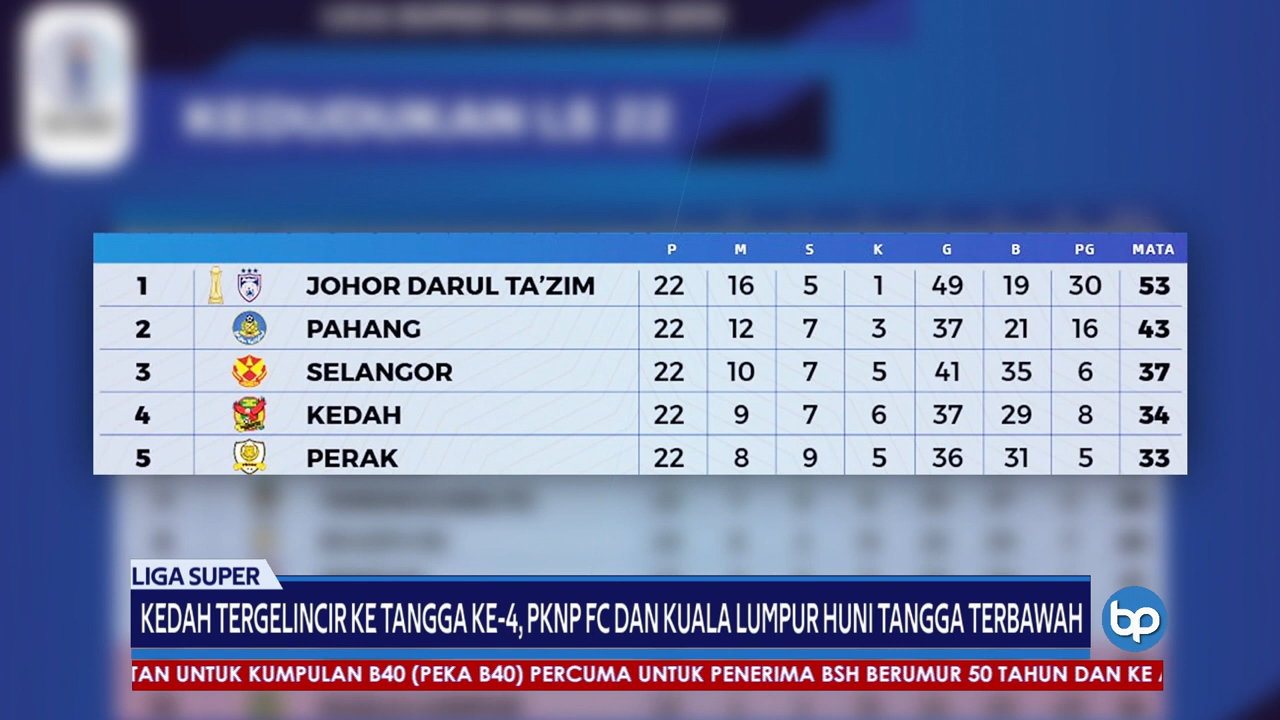 KEDUDUKAN LS 22
P M S K G B PG MATA
1 JOHOR DARUL TA’ZIM 22 16 5 1 49 19 30 53
2 PAHANG 22 12 7 3 37 21 16 43
3 SELANGOR 22 10 7 5 41 35 6 37
4 KEDAH 22 9 7 6 37 29 8 34
5 PERAK 22 8 9 5 36 31 5 33
LIGA SUPER
KEDAH TERGELINCIR KE TANGGA KE-4, PKNP FC DAN KUALA LUMPUR HUNI TANGGA TERBAWAH
bp
TAN UNTUK KUMPULAN B40 (PEKA B40) PERCUMA UNTUK PENERIMA BSH BERUMUR 50 TAHUN DAN KE